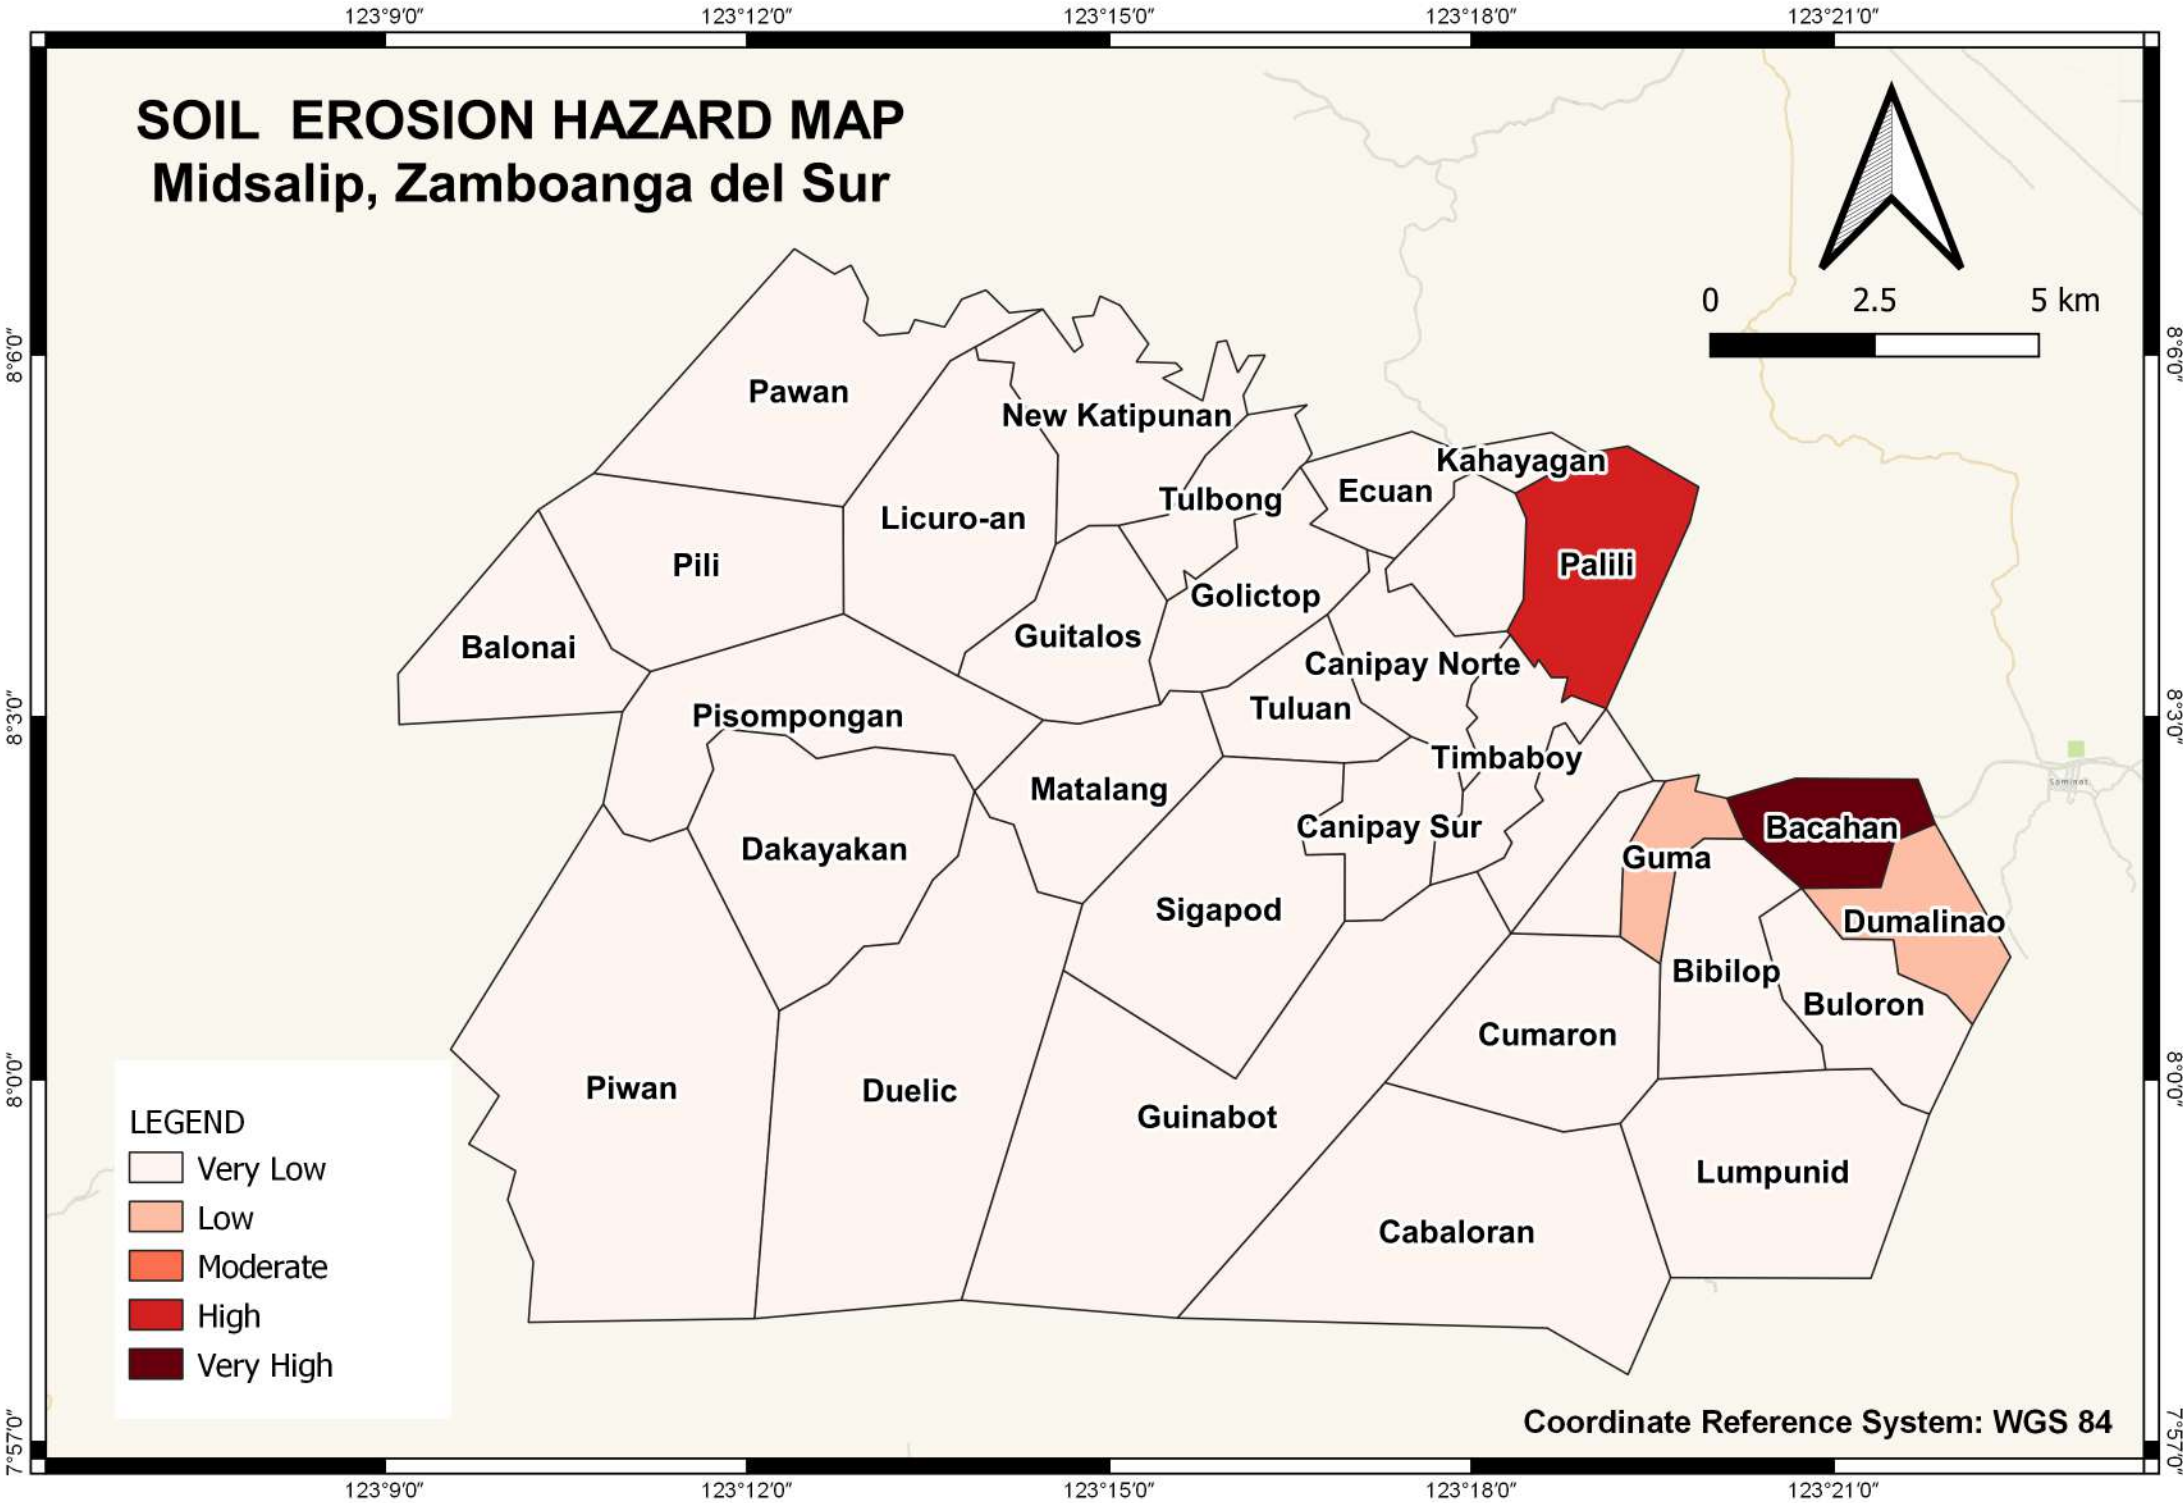 123°9′0″ 123°12′0″ 123°15′0″ 123°18′0″ 123°21′0″
SOIL EROSION HAZARD MAP
Midsalip, Zamboanga del Sur
0 2.5 5 km
8°6′0″ 8°6′0″
Pawan
New Katipunan
Kahayagan
Ecuan
Tulbong
Licuro-an
Pili
Palili
Golictop
Guitalos
Balonai
Canipay Norte
Tuluan
Pisompongan
8°3′0″ 8°3′0″
Timbaboy
Matalang
Canipay Sur
Bacahan
Dakayakan
Guma
Sigapod
Dumalinao
Bibilop
Buloron
Cumaron
8°0′0″ 8°0′0″
Piwan
Duelic
Guinabot
Lumpunid
Cabaloran
LEGEND
Very Low
Low
Moderate
High
Very High
Coordinate Reference System: WGS 84
7°57′0″ 7°57′0″
123°9′0″ 123°12′0″ 123°15′0″ 123°18′0″ 123°21′0″